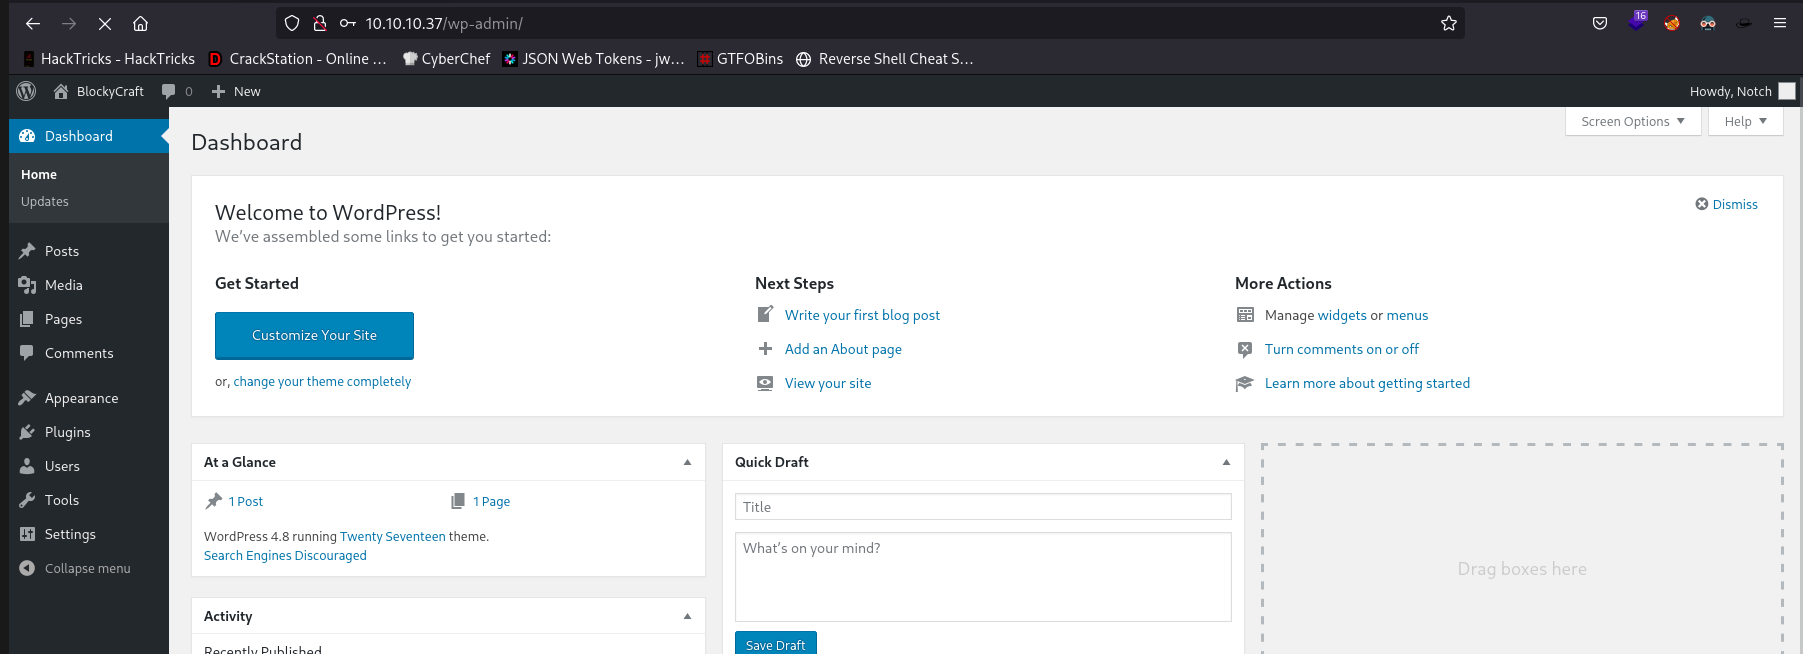 10.10.10.37/wp-admin/
16
HackTricks - HackTricks CrackStation - Online ... CyberChef JSON Web Tokens - jw... GTFOBins Reverse Shell Cheat S...
BlockyCraft 0 New Howdy, Notch
Dashboard
Home
Updates
Posts
Media
Pages
Comments
Appearance
Plugins
Users
Tools
Settings
Collapse menu
Screen Options Help
Dashboard
Welcome to WordPress! Dismiss
We've assembled some links to get you started:
Get Started
Customize Your Site
or, change your theme completely
Next Steps
Write your first blog post
Add an About page
View your site
More Actions
Manage widgets or menus
Turn comments on or off
Learn more about getting started
At a Glance
1 Post 1 Page
WordPress 4.8 running Twenty Seventeen theme.
Search Engines Discouraged
Activity
Recently Published
Quick Draft
Title
What's on your mind?
Save Draft
Drag boxes here